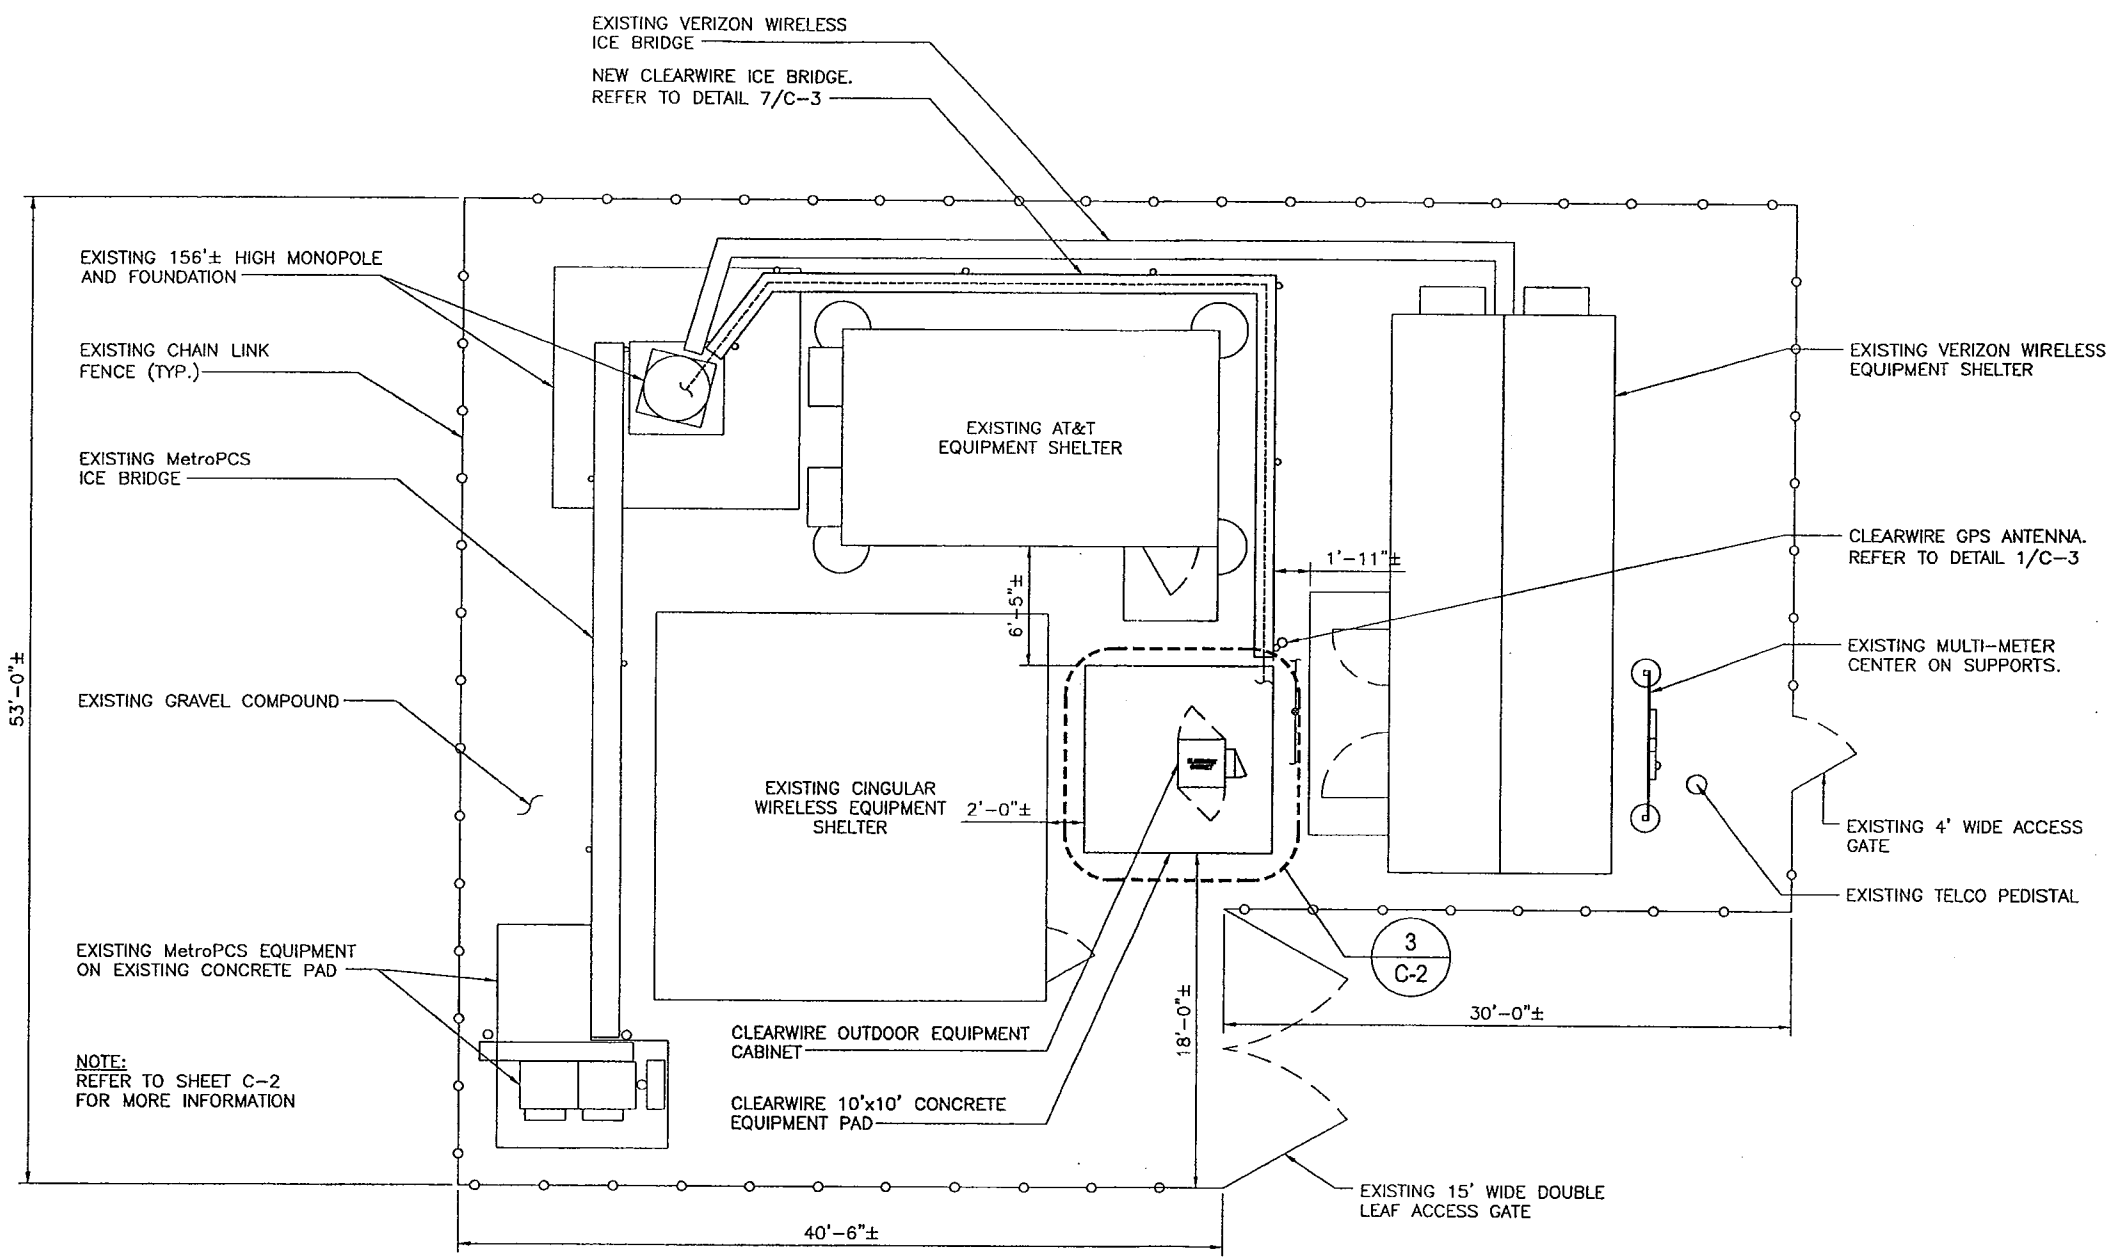 EXISTING VERIZON WIRELESS
ICE BRIDGE
NEW CLEARWIRE ICE BRIDGE.
REFER TO DETAIL 7/C-3
EXISTING 156'± HIGH MONOPOLE
AND FOUNDATION
EXISTING CHAIN LINK
FENCE (TYP.)
EXISTING MetroPCS
ICE BRIDGE
53'-0"±
EXISTING GRAVEL COMPOUND
EXISTING MetroPCS EQUIPMENT
ON EXISTING CONCRETE PAD
NOTE:
REFER TO SHEET C-2
FOR MORE INFORMATION
EXISTING AT&T
EQUIPMENT SHELTER
6'-5"±
1'-11"±
EXISTING CINGULAR
WIRELESS EQUIPMENT
SHELTER
2'-0"±
CLEARWIRE OUTDOOR EQUIPMENT
CABINET
CLEARWIRE 10'x10' CONCRETE
EQUIPMENT PAD
18'-0"±
40'-6"±
EXISTING VERIZON WIRELESS
EQUIPMENT SHELTER
CLEARWIRE GPS ANTENNA.
REFER TO DETAIL 1/C-3
EXISTING MULTI-METER
CENTER ON SUPPORTS.
EXISTING 4' WIDE ACCESS
GATE
EXISTING TELCO PEDISTAL
3
C-2
30'-0"±
EXISTING 15' WIDE DOUBLE
LEAF ACCESS GATE